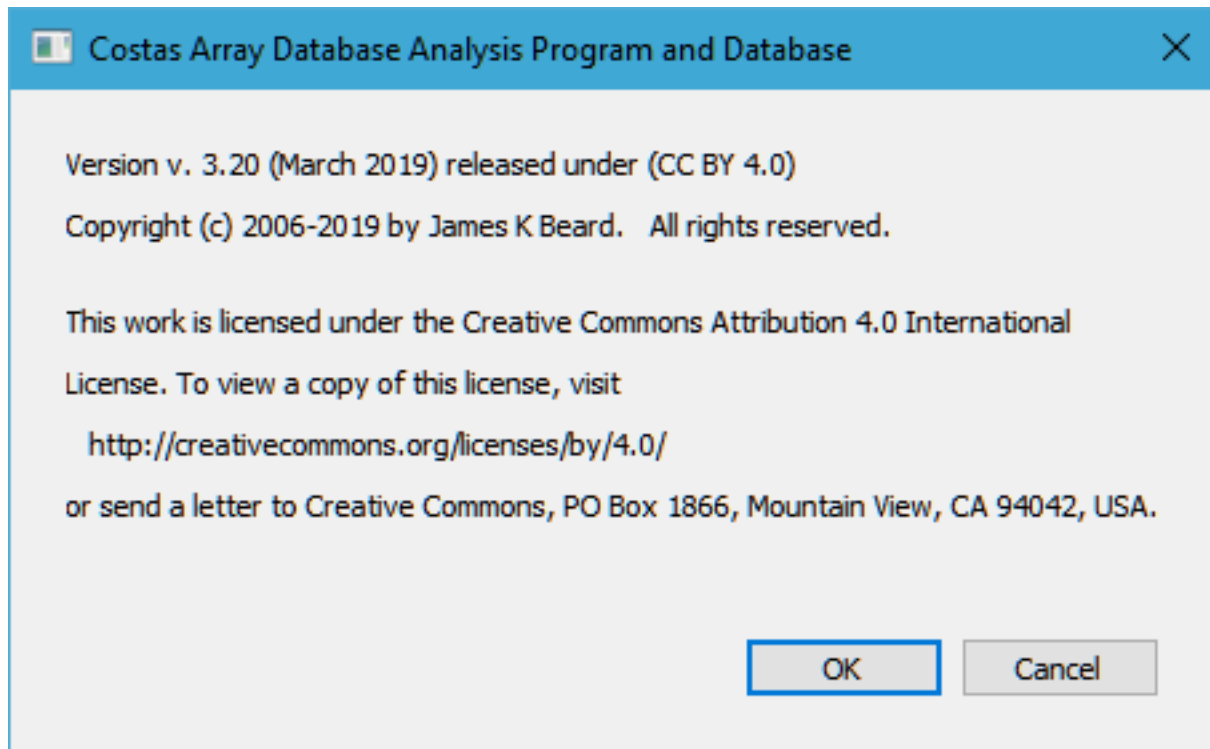 Costas Array Database Analysis Program and Database
Version v. 3.20 (March 2019) released under (CC BY 4.0)
Copyright (c) 2006-2019 by James K Beard.   All rights reserved.
This work is licensed under the Creative Commons Attribution 4.0 International
License. To view a copy of this license, visit
http://creativecommons.org/licenses/by/4.0/
or send a letter to Creative Commons, PO Box 1866, Mountain View, CA 94042, USA.
OK
Cancel